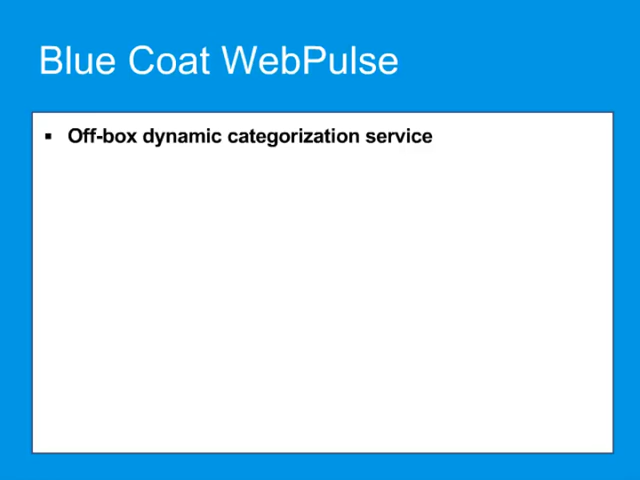 Blue Coat WebPulse
▪ Off-box dynamic categorization service